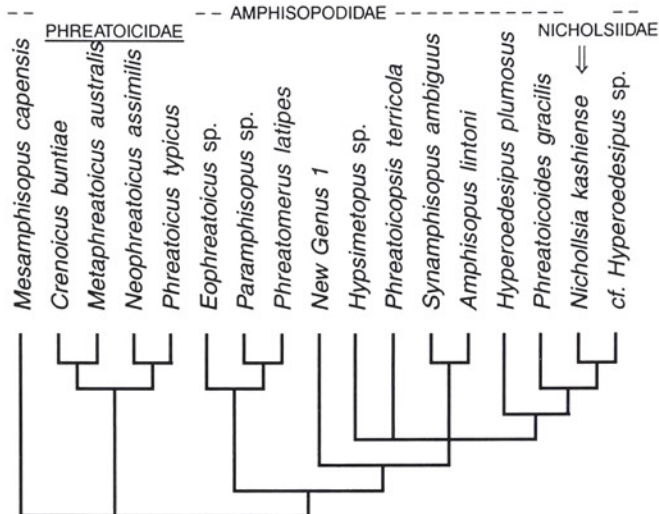 -- -- AMPHISOPODIDAE -------- --
PHREATOICIDAE
NICHOLSIIDAE
Mesamphisopus capensis
Crenoicus buntiae
Metaphreatoicus australis
Neophreatoicus assimilis
Phreatoicus typicus
Eophreatoicus sp.
Paramphisopus sp.
Phreatomerus latipes
New Genus 1
Hypsimetopus sp.
Phreatoicopsis terricola
Synamphisopus ambiguus
Amphisopus lintoni
Hyperoedesipus plumosus
Phreatoicoides gracilis
Nichollsia kashiense
cf. Hyperoedesipus sp.